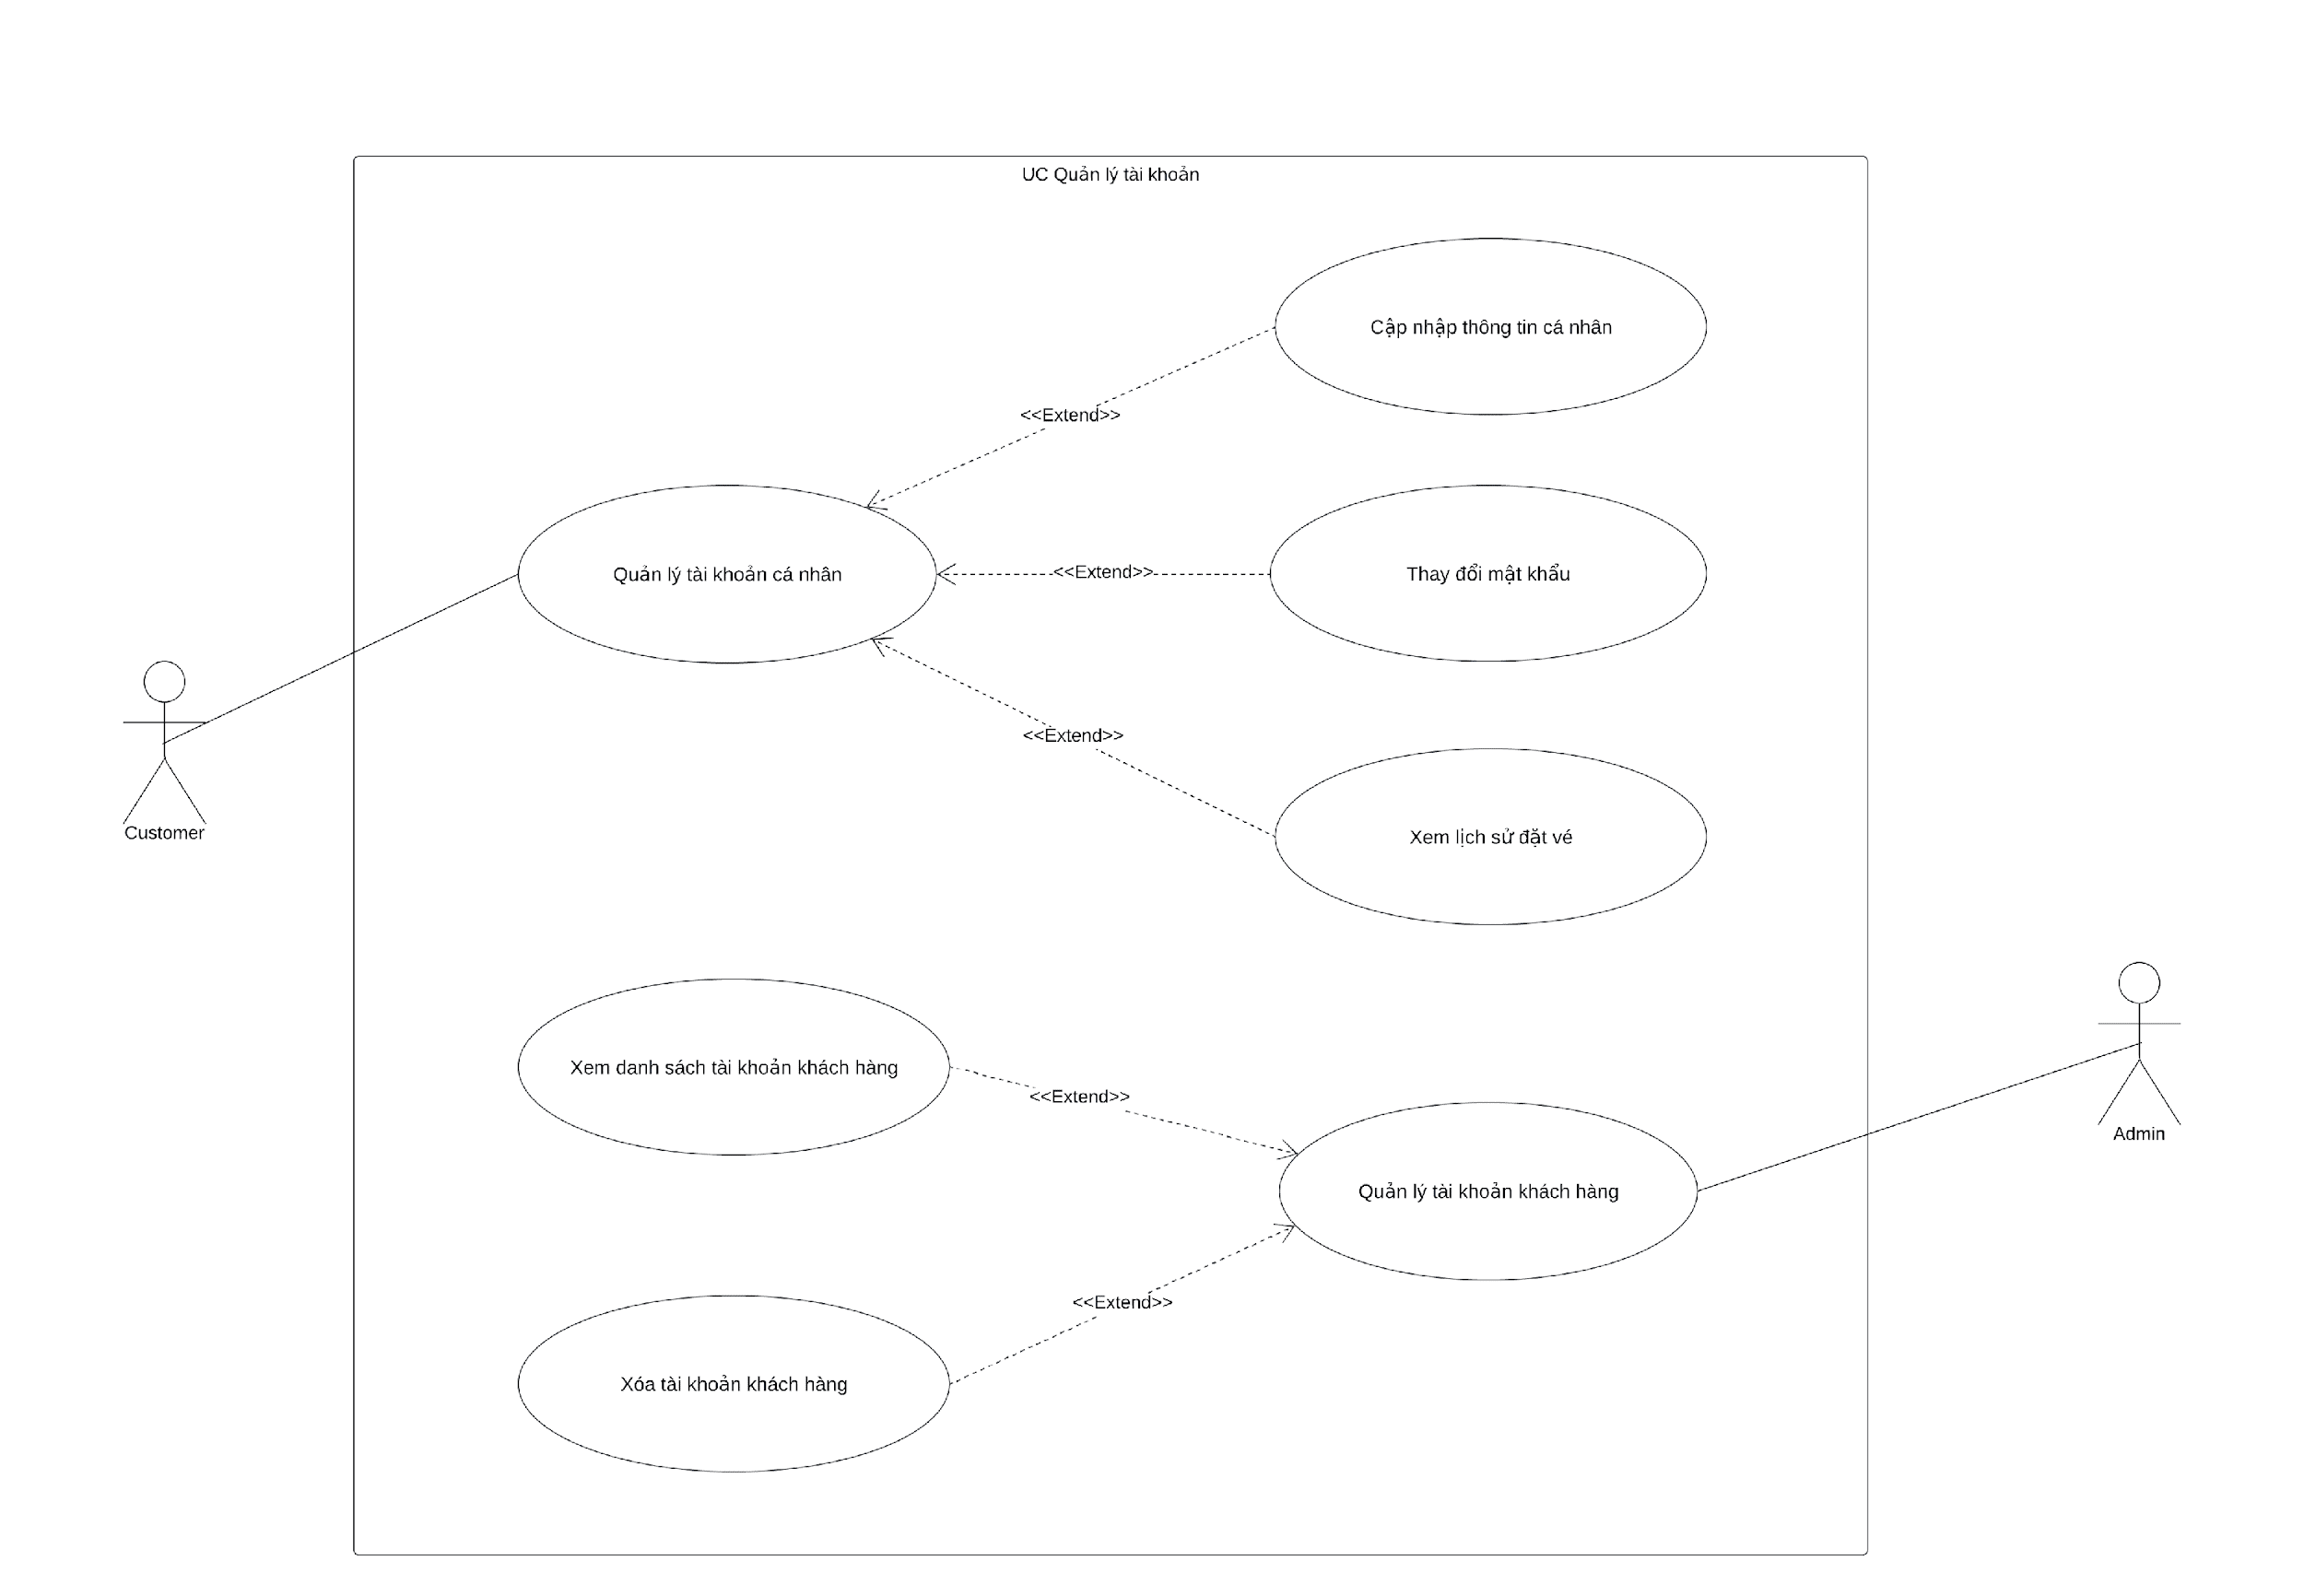 UC Quản lý tài khoản
Cập nhập thông tin cá nhân
<<Extend>>
Quản lý tài khoản cá nhân
<<Extend>>
Thay đổi mật khẩu
<<Extend>>
Xem lịch sử đặt vé
Customer
Xem danh sách tài khoản khách hàng
<<Extend>>
Admin
Quản lý tài khoản khách hàng
<<Extend>>
Xóa tài khoản khách hàng